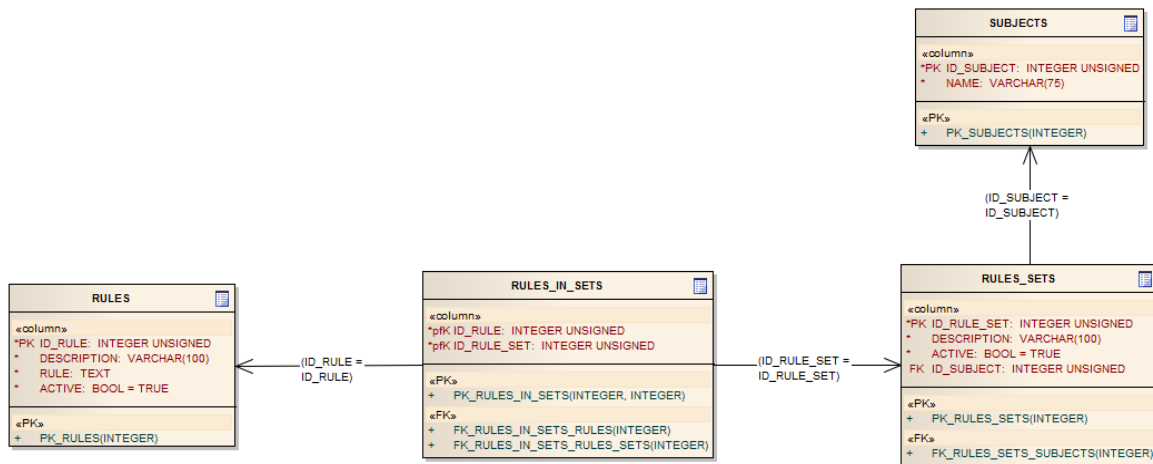 SUBJECTS
«column»
*PK ID_SUBJECT: INTEGER UNSIGNED
* NAME: VARCHAR(75)
«PK»
+ PK_SUBJECTS(INTEGER)
(ID_SUBJECT =
ID_SUBJECT)
RULES
«column»
*PK ID_RULE: INTEGER UNSIGNED
* DESCRIPTION: VARCHAR(100)
* RULE: TEXT
* ACTIVE: BOOL = TRUE
«PK»
+ PK_RULES(INTEGER)
(ID_RULE =
ID_RULE)
RULES_IN_SETS
«column»
*pfK ID_RULE: INTEGER UNSIGNED
*pfK ID_RULE_SET: INTEGER UNSIGNED
«PK»
+ PK_RULES_IN_SETS(INTEGER, INTEGER)
«FK»
+ FK_RULES_IN_SETS_RULES(INTEGER)
+ FK_RULES_IN_SETS_RULES_SETS(INTEGER)
(ID_RULE_SET =
ID_RULE_SET)
RULES_SETS
«column»
*PK ID_RULE_SET: INTEGER UNSIGNED
* DESCRIPTION: VARCHAR(100)
* ACTIVE: BOOL = TRUE
FK ID_SUBJECT: INTEGER UNSIGNED
«PK»
+ PK_RULES_SETS(INTEGER)
«FK»
+ FK_RULES_SETS_SUBJECTS(INTEGER)